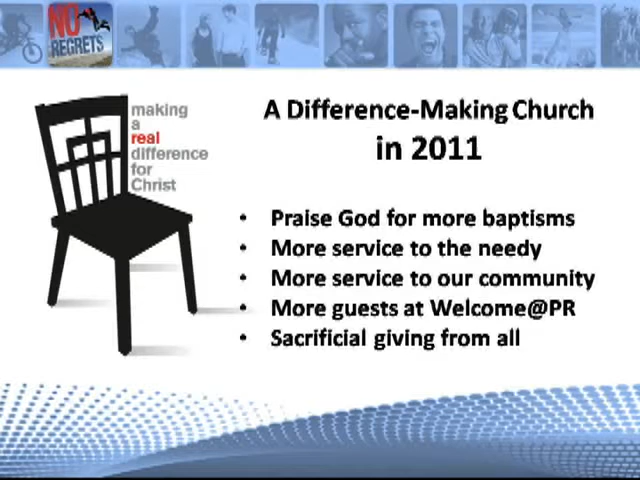 NO
REGRETS
making
a
real
difference
for
Christ
A Difference-Making Church
in 2011
• Praise God for more baptisms
• More service to the needy
• More service to our community
• More guests at Welcome@PR
• Sacrificial giving from all